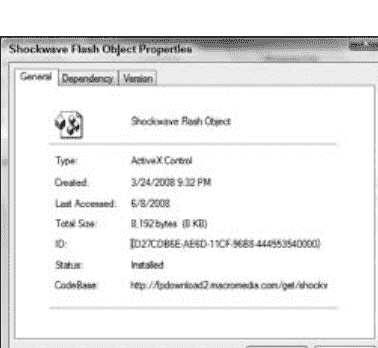 Shockwave Flash Object Properties
General Dependency Version
Shockwave Flash Object
Type: ActiveX Control
Created: 3/24/2008 9:32 PM
Last Accessed: 6/8/2008
Total Size: 8,192 bytes (8 KB)
ID: {D27CDB6E-AE6D-11CF-96B8-444553540000}
Status: Installed
CodeBase: http://fpdownload2.macromedia.com/get/shockv